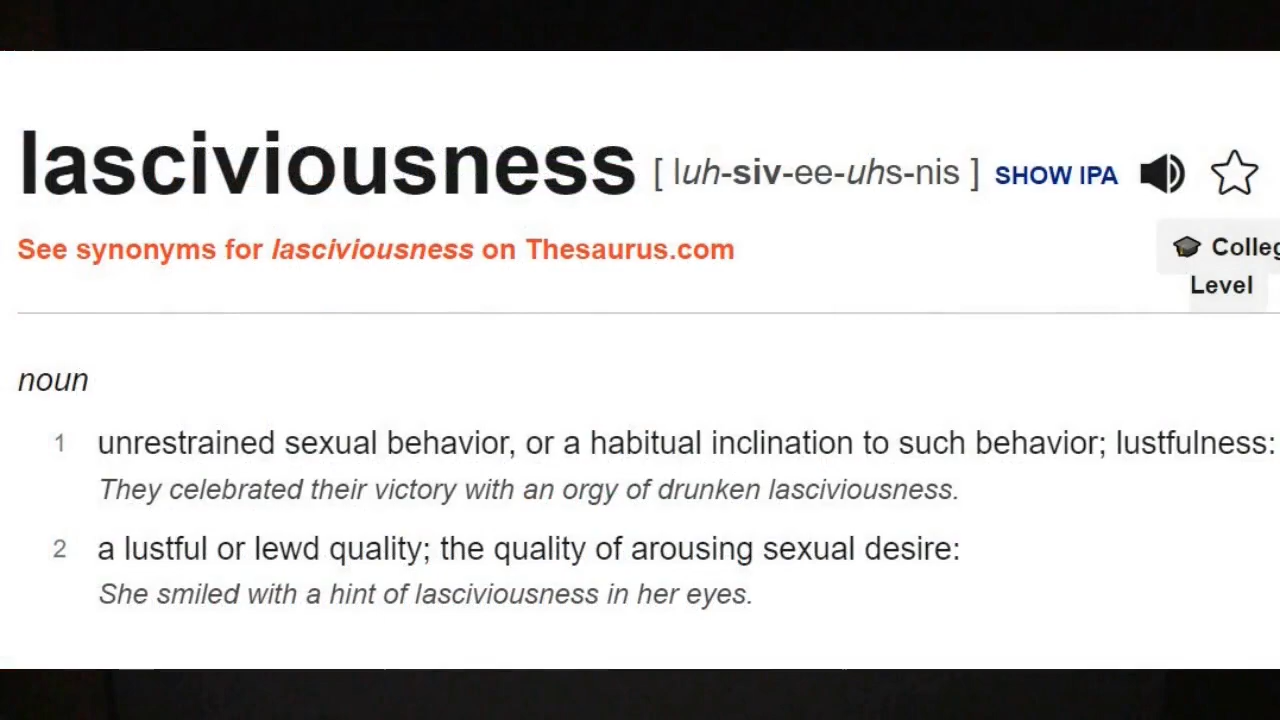 lasciviousness [ luh-siv-ee-uhs-nis ] SHOW IPA
See synonyms for lasciviousness on Thesaurus.com
Colleg
Level
noun
1 unrestrained sexual behavior, or a habitual inclination to such behavior; lustfulness:
They celebrated their victory with an orgy of drunken lasciviousness.
2 a lustful or lewd quality; the quality of arousing sexual desire:
She smiled with a hint of lasciviousness in her eyes.